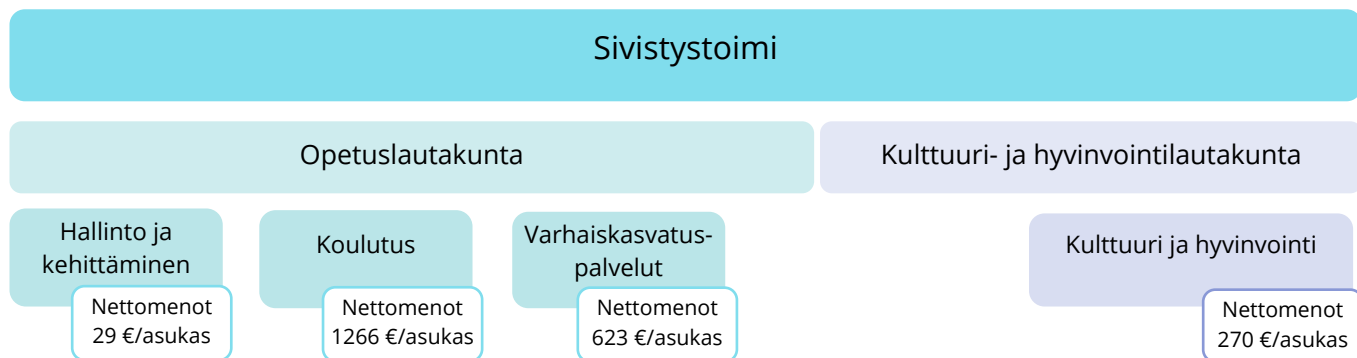 Sivistystoimi
Opetuslautakunta
Kulttuuri- ja hyvinvointilautakunta
Hallinto ja
kehittäminen
Nettomenot
29 €/asukas
Koulutus
Nettomenot
1266 €/asukas
Varhaiskasvatus-
palvelut
Nettomenot
623 €/asukas
Kulttuuri ja hyvinvointi
Nettomenot
270 €/asukas